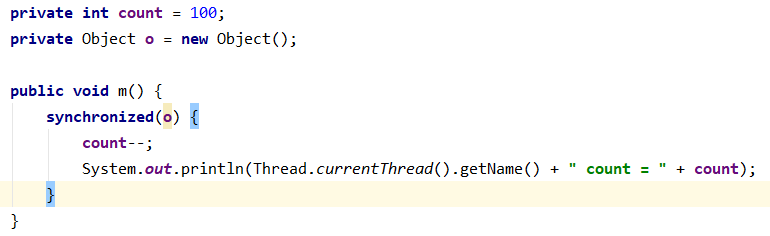 private int count = 100;
private Object o = new Object();
public void m() {
synchronized(o) {
count--;
System.out.println(Thread.currentThread().getName() + " count = " + count);
}
}